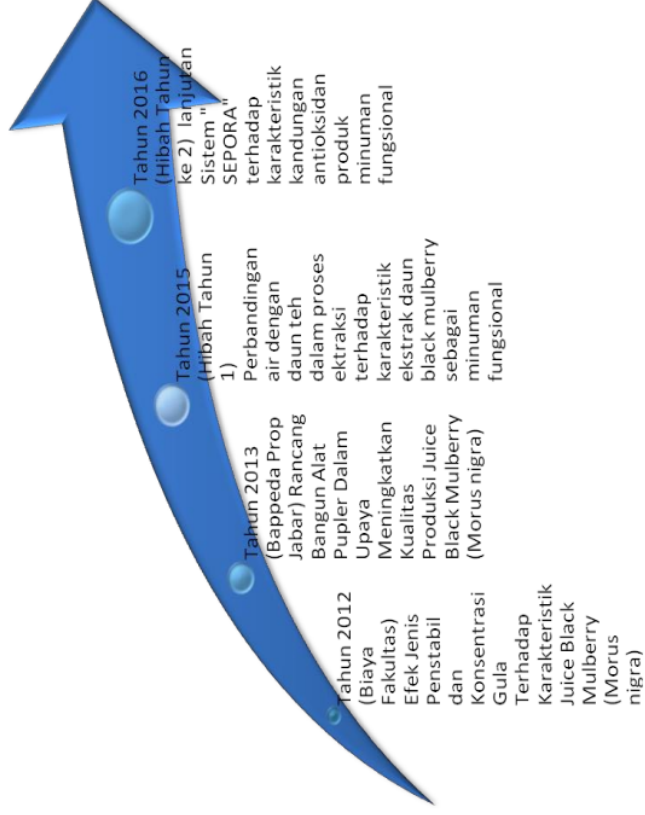 Tahun 2012
(Biaya
Fakultas)
Efek Jenis
Penstabil
dan
Konsentrasi
Gula
Terhadap
Karakteristik
Juice Black
Mulberry
(Morus
nigra)
Tahun 2013
(Bappeda Prop
Jabar) Rancang
Bangun Alat
Pupler Dalam
Upaya
Meningkatkan
Kualitas
Produksi Juice
Black Mulberry
(Morus nigra)
Tahun 2015
(Hibah Tahun
1)
Perbandingan
air dengan
daun teh
dalam proses
ektraksi
terhadap
karakteristik
ekstrak daun
black mulberry
sebagai
minuman
fungsional
Tahun 2016
(Hibah Tahun
ke 2) lanjutan
Sistem "
SEPORA"
terhadap
karakteristik
kandungan
antioksidan
produk
minuman
fungsional